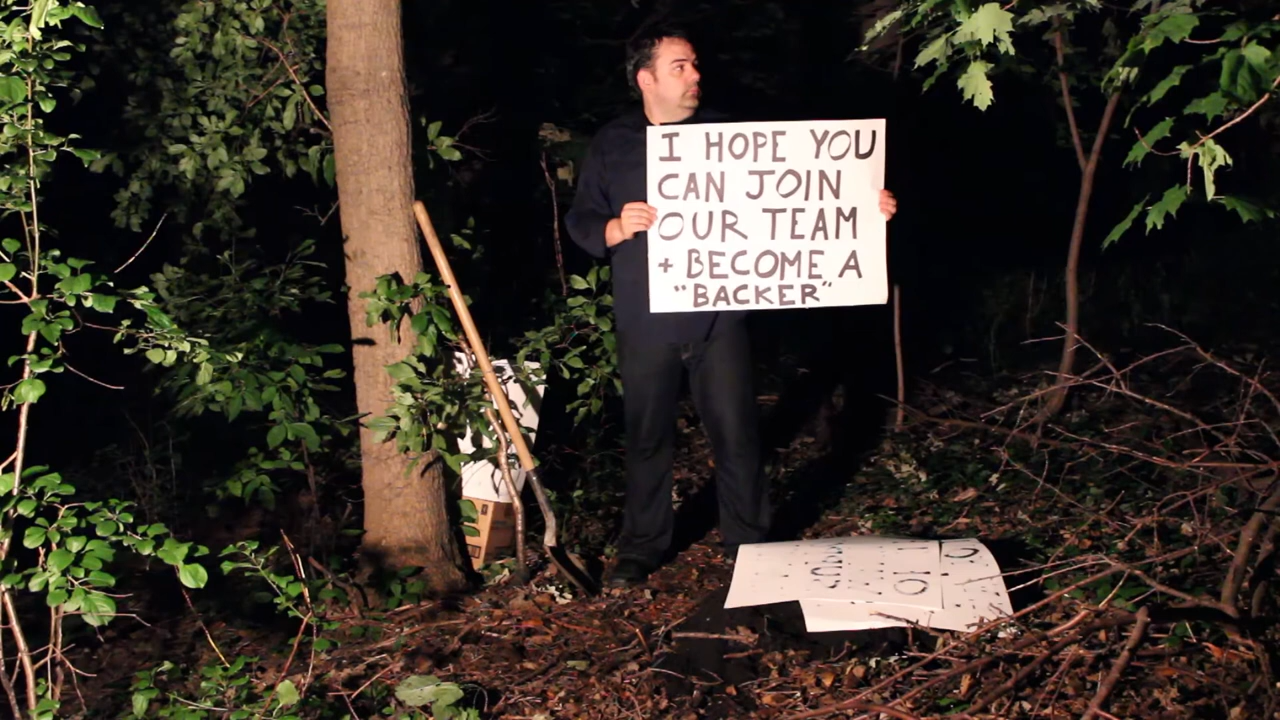 I HOPE YOU
CAN JOIN
OUR TEAM
+ BECOME A
"BACKER"